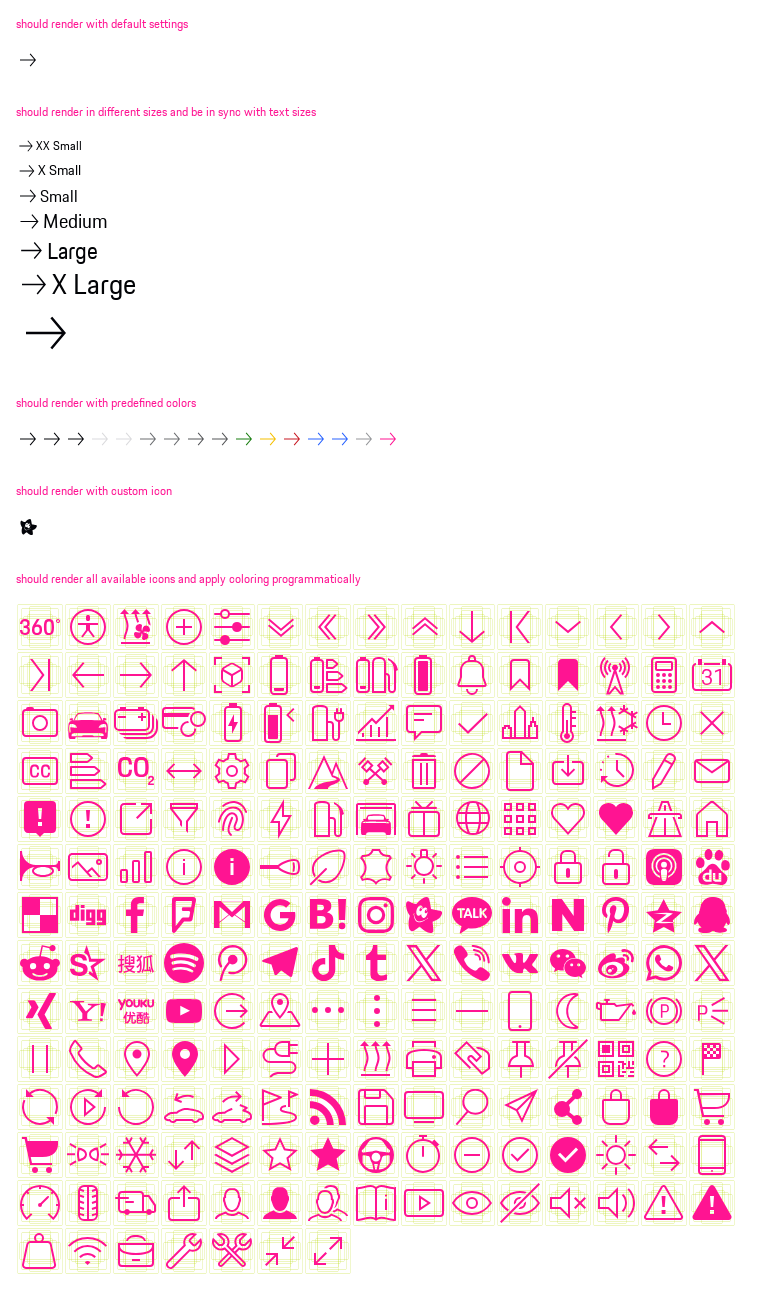 should render with default settings
should render in different sizes and be in sync with text sizes
XX Small
X Small
Small
Medium
Large
X Large
should render with predefined colors
should render with custom icon
should render all available icons and apply coloring programmatically
360°
31
CC
CO2
du
digg
f
G
B!
TALK
in
N
搜狐
t
Y!
YOUKU
优酷
(P)
P
?